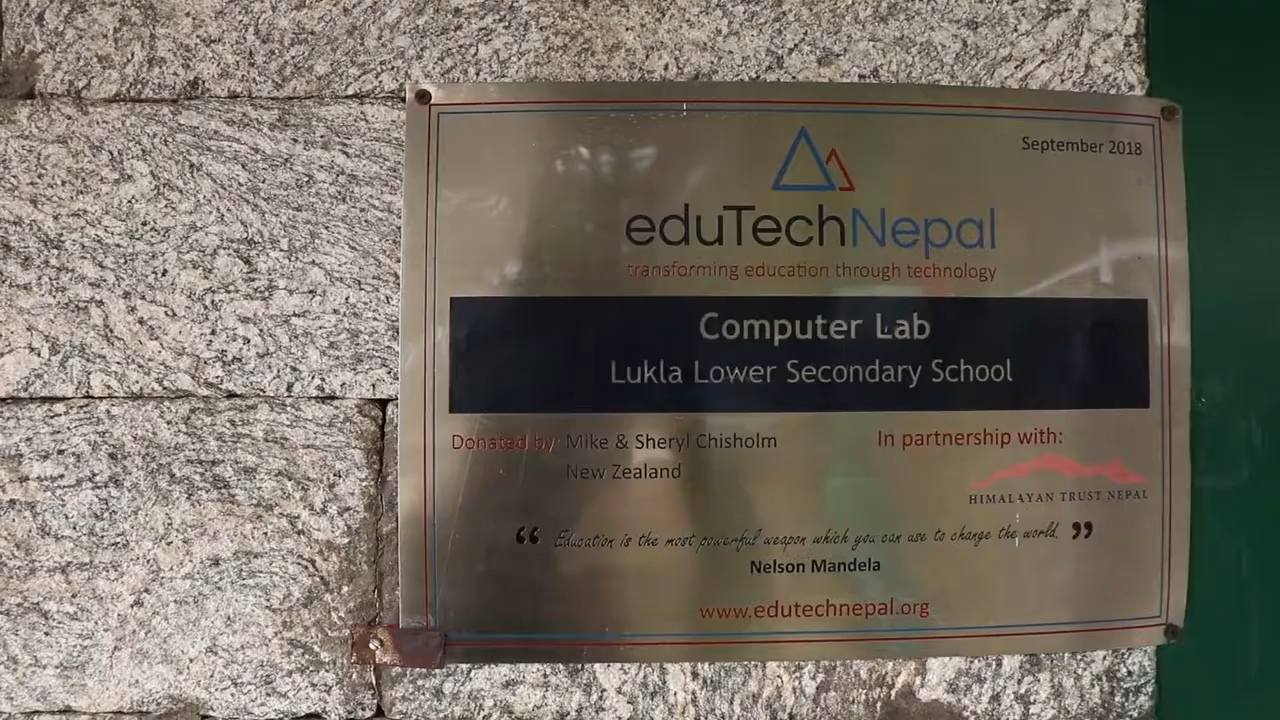 September 2018
eduTechNepal
transforming education through technology
Computer Lab
Lukla Lower Secondary School
Donated by: Mike & Sheryl Chisholm
New Zealand
In partnership with:
HIMALAYAN TRUST NEPAL
“ Education is the most powerful weapon which you can use to change the world. ”
Nelson Mandela
www.edutechnepal.org